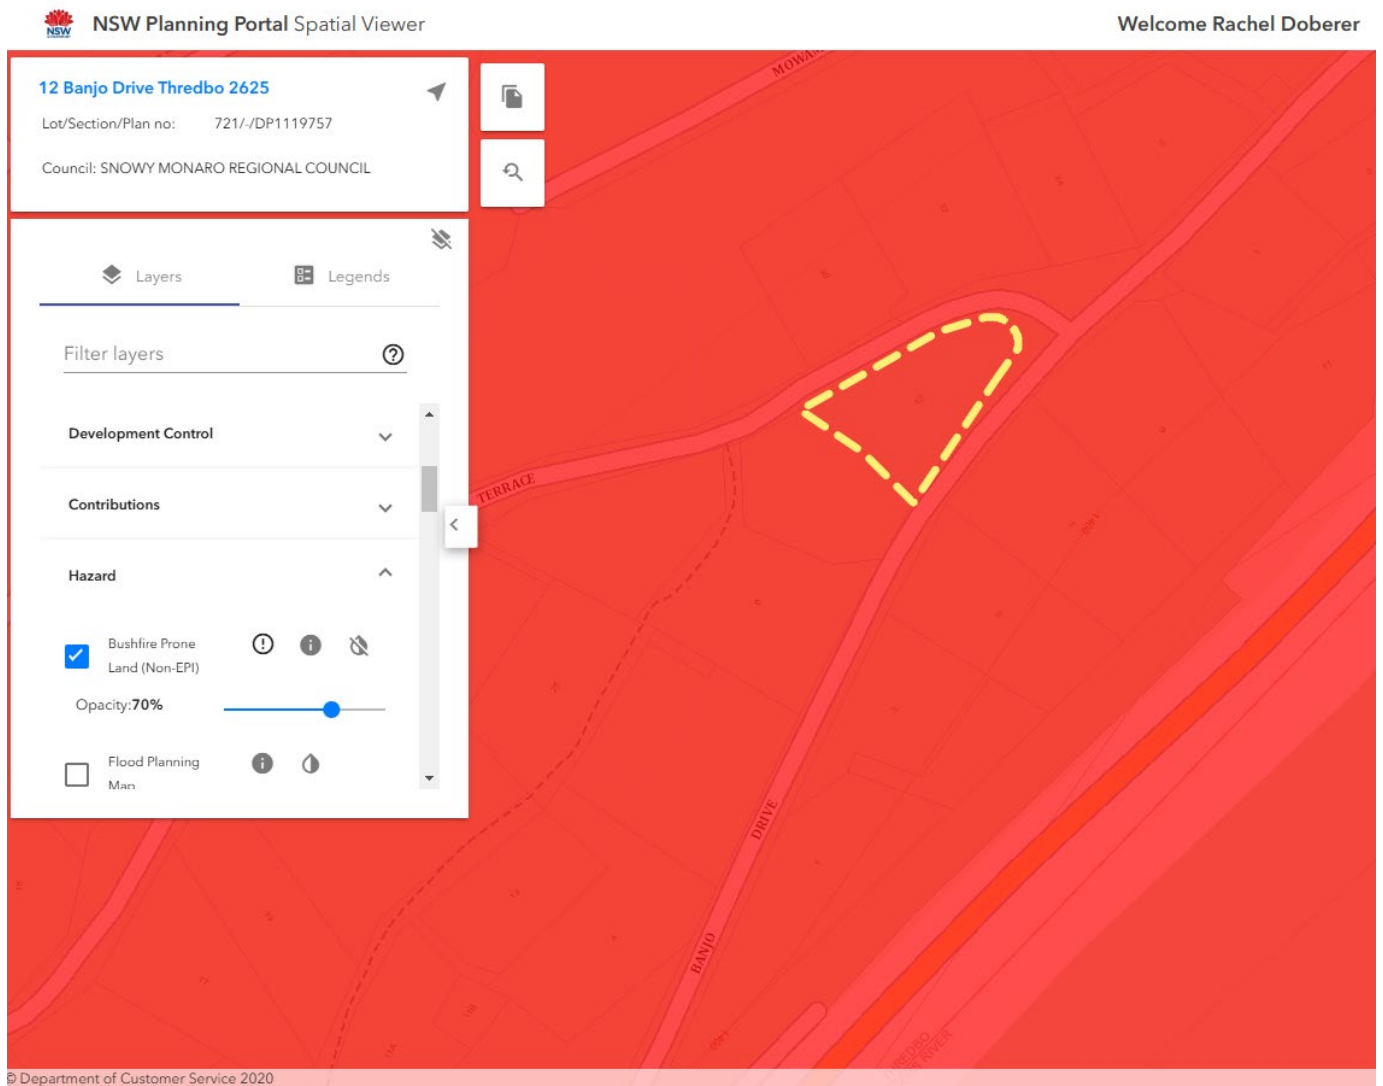 NSW
NSW Planning Portal Spatial Viewer
Welcome Rachel Doberer
12 Banjo Drive Thredbo 2625
Lot/Section/Plan no: 721/-/DP1119757
Council: SNOWY MONARO REGIONAL COUNCIL
Layers
Legends
Filter layers
Development Control
Contributions
Hazard
Bushfire Prone
Land (Non-EPI)
Opacity:70%
Flood Planning
Map
TERRACE
DRIVE
BANJO
THREDBO
RIVER
© Department of Customer Service 2020